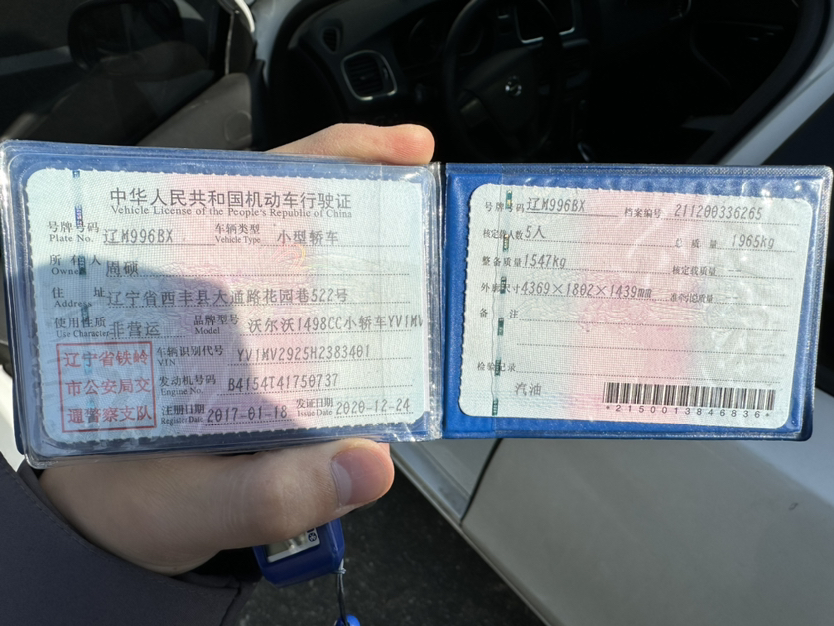 中华人民共和国机动车行驶证
Vehicle License of the People's Republic of China
号牌号码 辽M996BX 车辆类型 小型轿车
Plate No. Vehicle Type
所有人 周硕
Owner
住址 辽宁省西丰县大通路花园巷522号
Address
使用性质 非营运 品牌型号 沃尔沃1498CC小轿车YV1MV
Use Character Model
辽宁省铁岭
市公安局交
通警察支队
车辆识别代号 YV1MV2925H2383401
VIN
发动机号码 B4154T41750737
Engine No.
注册日期 2017-01-18 发证日期 2020-12-24
Register Date Issue Date
号牌号码 辽M996BX 档案编号 211200336265
核定载人数 5人 总质量 1965kg
整备质量 1547kg 核定载质量 --
外廓尺寸 4369×1802×1439mm 准牵引总质量 --
备注
检验记录
汽油
*2150013846836*